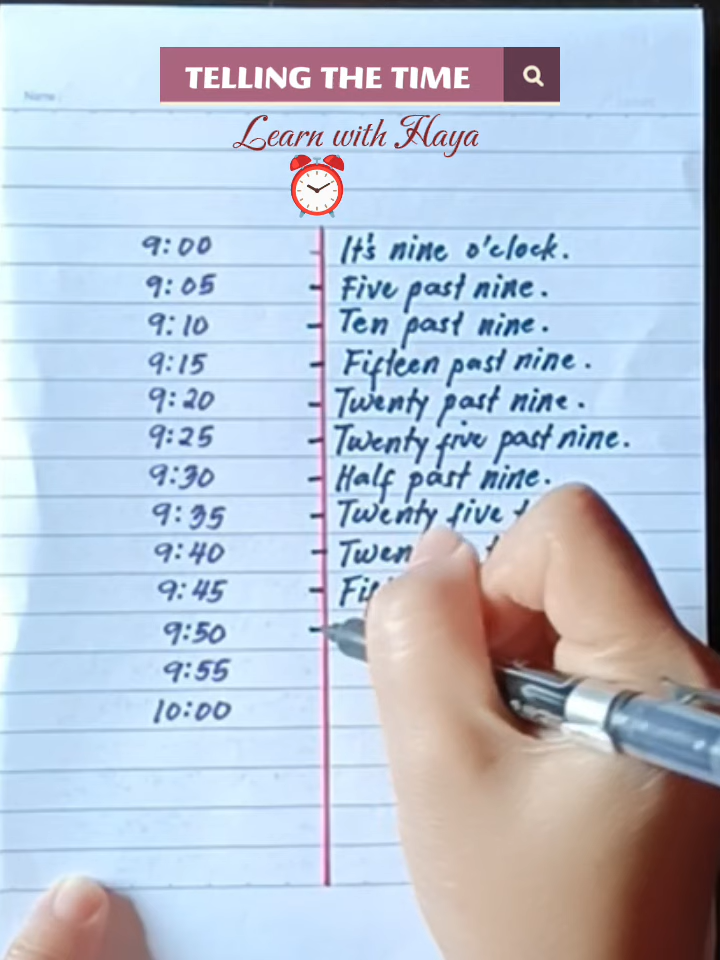 TELLING THE TIME
Learn with Haya
Name:
9:00 It's nine o'clock.
9:05 Five past nine.
9:10 Ten past nine.
9:15 Fifteen past nine.
9:20 Twenty past nine.
9:25 Twenty five past nine.
9:30 Half past nine.
9:35 Twenty five
9:40
9:45
9:50
9:55
10:00